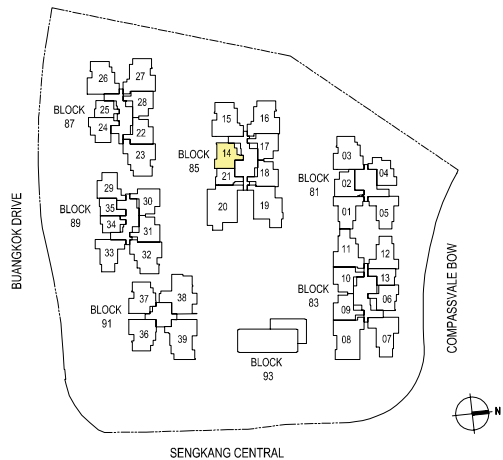 26 27
25 28
BLOCK
87
24 22
23
15 16
14 17
BLOCK
85
21 18
20 19
03 04
BLOCK
81
02
01 05
29 30
BLOCK
89
35
34 31
33 32
11 12
10 13
BLOCK
83
09 06
08 07
37 38
BLOCK
91
36 39
BLOCK
93
BUANGKOK DRIVE
COMPASSVALE BOW
SENGKANG CENTRAL
N